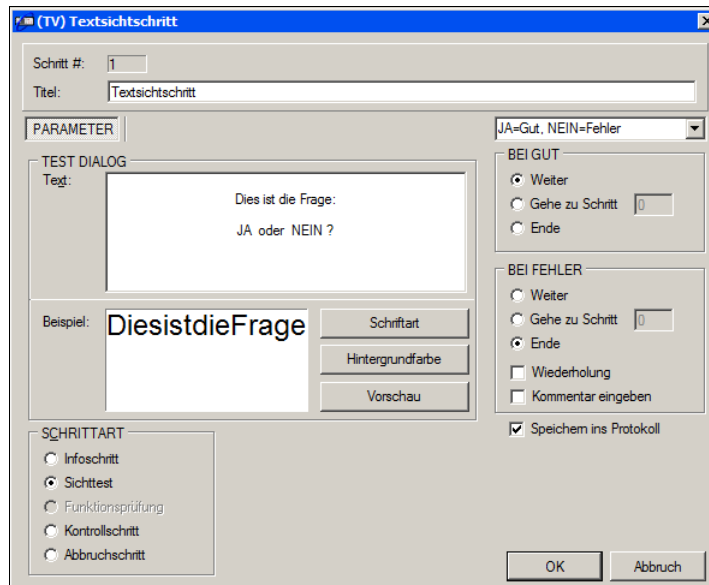 (TV) Textsichtschritt
Schritt #: 1
Titel: Textsichtschritt
PARAMETER
JA=Gut, NEIN=Fehler
TEST DIALOG
Text:
Dies ist die Frage:
JA oder NEIN ?
Beispiel:
DiesistdieFrage
Schriftart
Hintergrundfarbe
Vorschau
SCHRITTART
Infoschritt
Sichttest
Funktionsprüfung
Kontrollschritt
Abbruchschritt
BEI GUT
Weiter
Gehe zu Schritt 0
Ende
BEI FEHLER
Weiter
Gehe zu Schritt 0
Ende
Wiederholung
Kommentar eingeben
Speichern ins Protokoll
OK
Abbruch